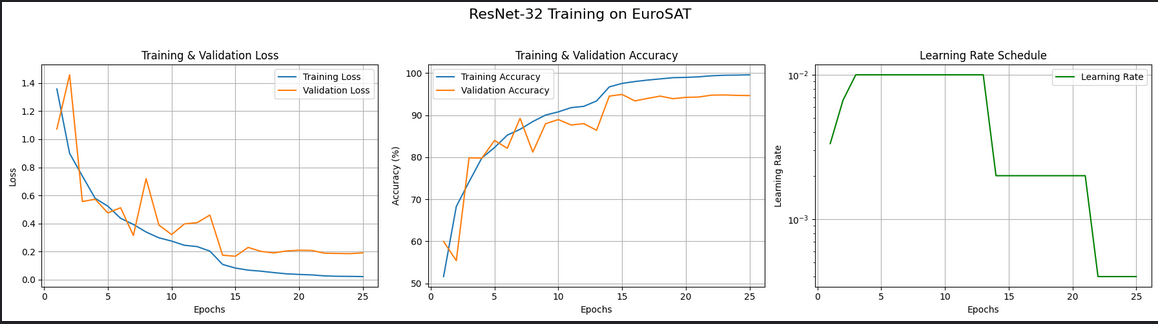 ResNet-32 Training on EuroSAT
Training & Validation Loss
Training Loss
Validation Loss
Loss
1.4
1.2
1.0
0.8
0.6
0.4
0.2
0.0
0 5 10 15 20 25
Epochs
Training & Validation Accuracy
Training Accuracy
Validation Accuracy
Accuracy (%)
100
90
80
70
60
50
0 5 10 15 20 25
Epochs
Learning Rate Schedule
Learning Rate
Learning Rate
10⁻²
10⁻³
0 5 10 15 20 25
Epochs